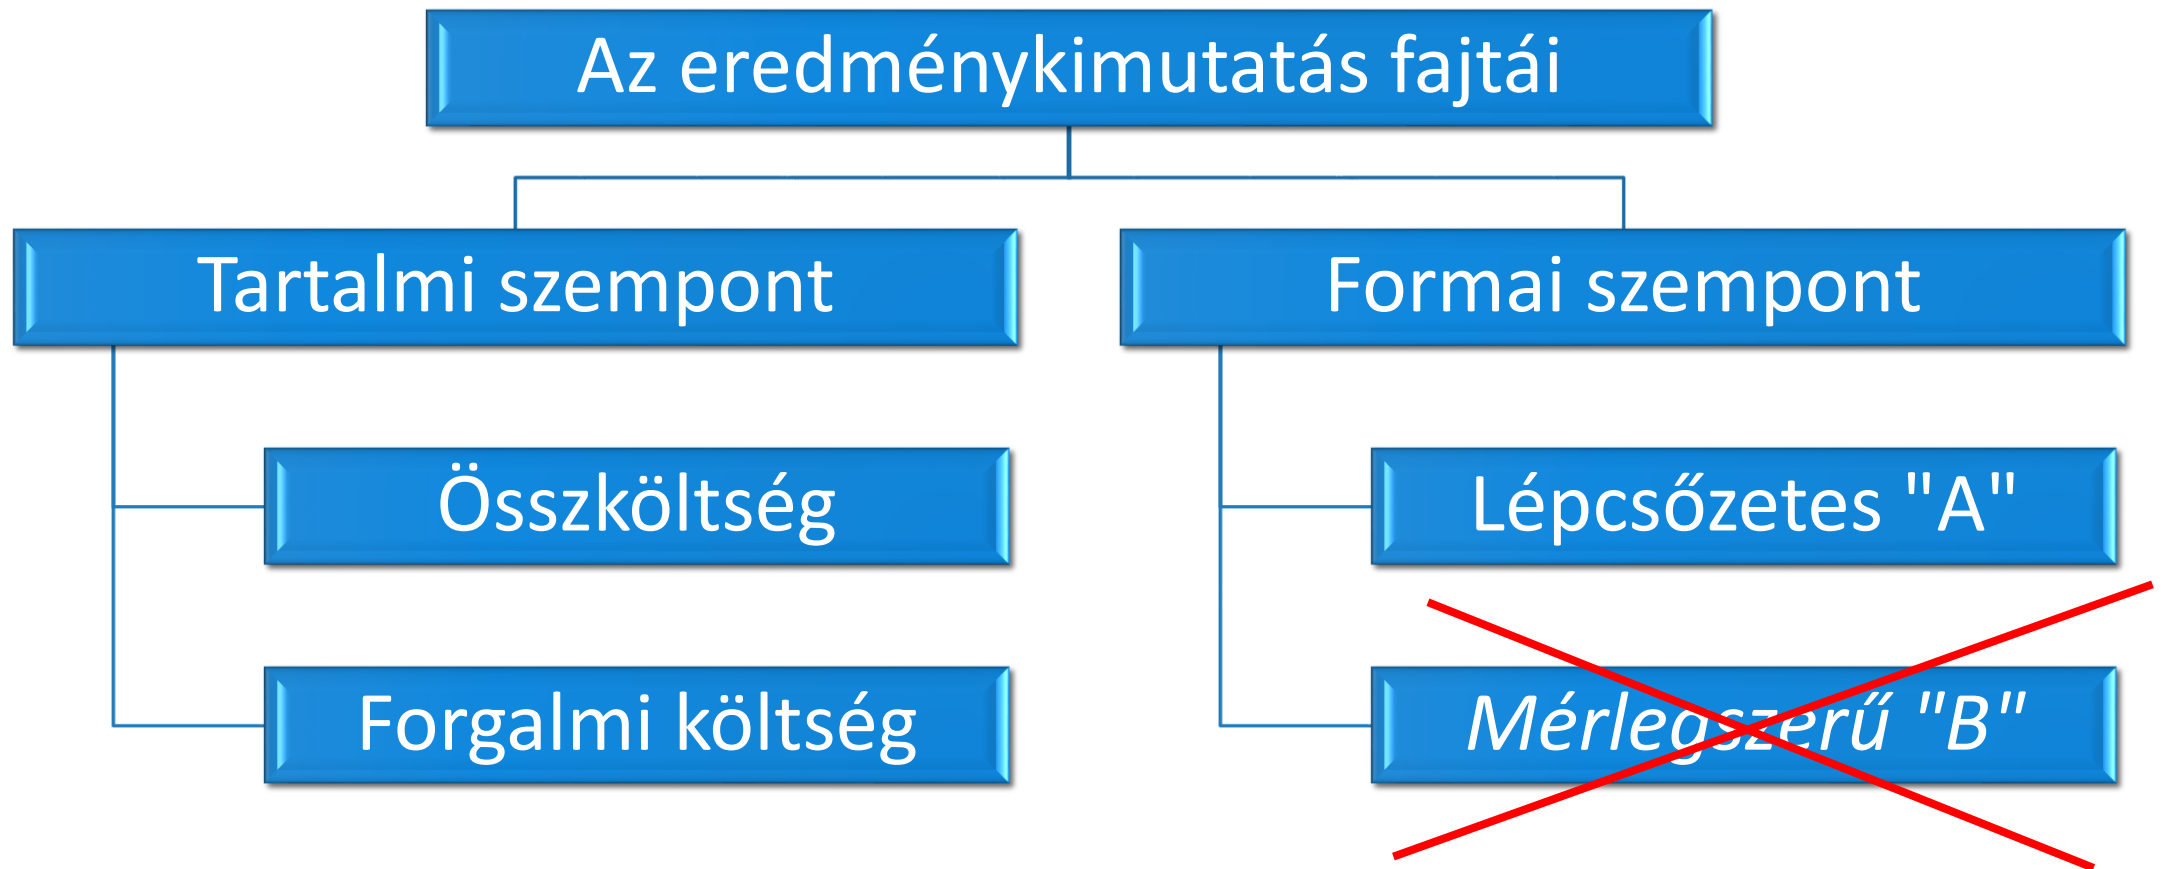 Az eredménykimutatás fajtái
Tartalmi szempont
Összköltség
Forgalmi költség
Formai szempont
Lépcsőzetes "A"
Mérlegszerű "B"